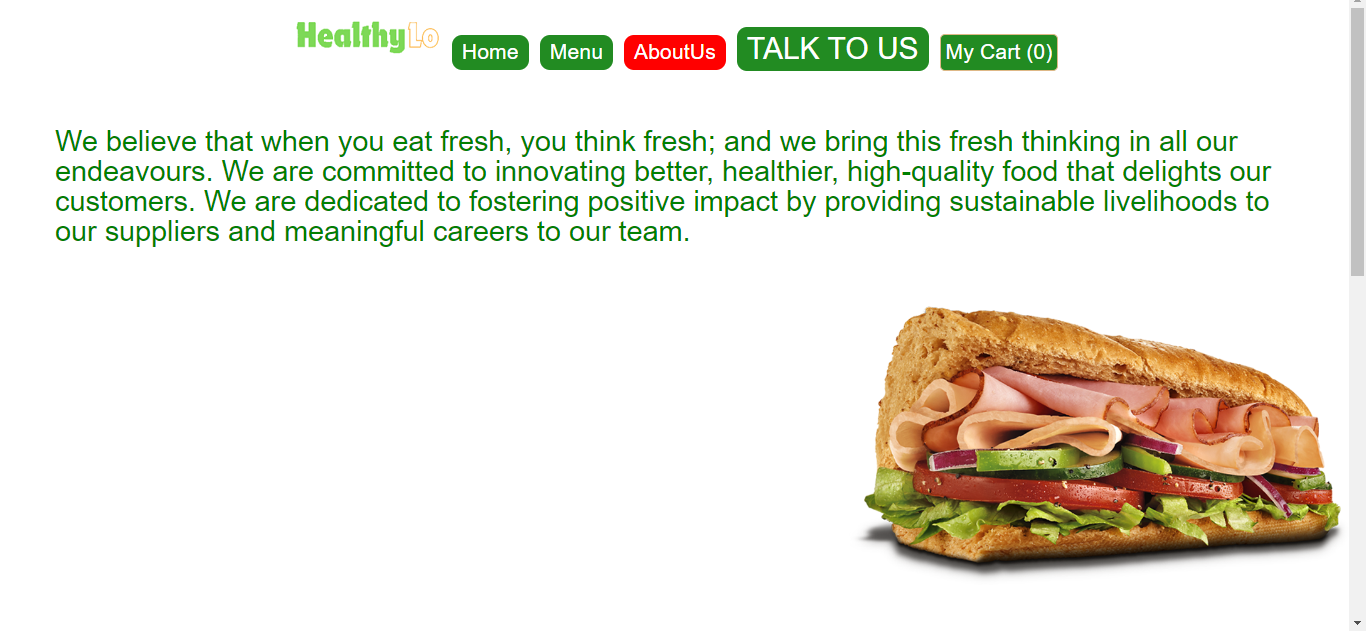 HealthyLo
Home Menu AboutUs TALK TO US My Cart (0)
We believe that when you eat fresh, you think fresh; and we bring this fresh thinking in all our
endeavours. We are committed to innovating better, healthier, high-quality food that delights our
customers. We are dedicated to fostering positive impact by providing sustainable livelihoods to
our suppliers and meaningful careers to our team.